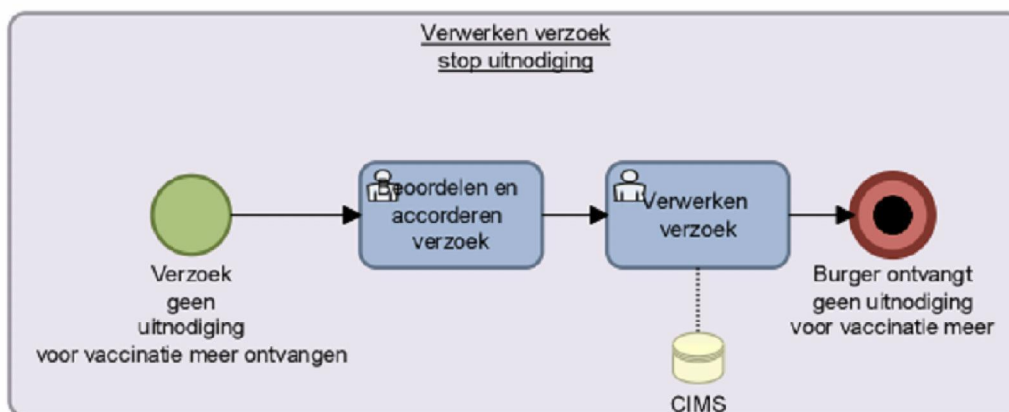 Verwerken verzoek
stop uitnodiging
Beoordelen en
accorderen
verzoek
Verwerken
verzoek
Verzoek
geen
uitnodiging
voor vaccinatie meer ontvangen
Burger ontvangt
geen uitnodiging
voor vaccinatie meer
CIMS